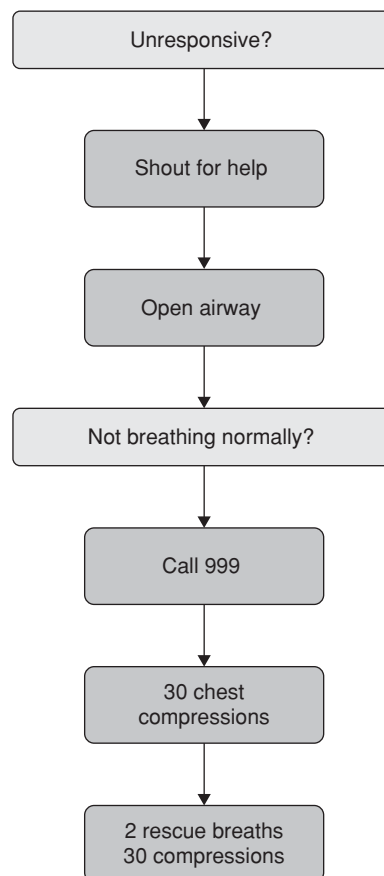 Unresponsive?
Shout for help
Open airway
Not breathing normally?
Call 999
30 chest
compressions
2 rescue breaths
30 compressions